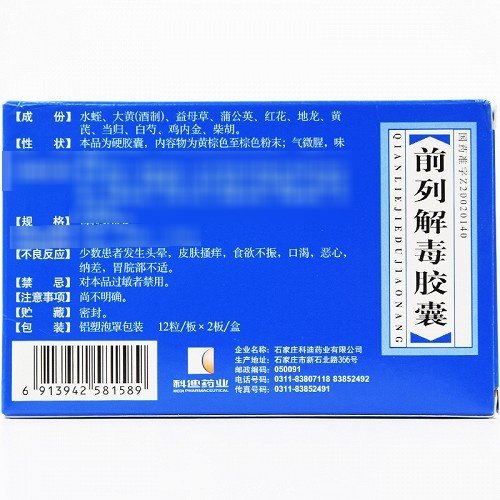 [成 份] 水蛭、大黄(酒制)、益母草、蒲公英、红花、地龙、黄
芪、当归、白芍、鸡内金、柴胡。
[性 状] 本品为硬胶囊，内容物为黄棕色至棕色粉末；气微腥，味
[规 格]
[不良反应] 少数患者发生头晕，皮肤搔痒，食欲不振，口渴，恶心，
纳差，胃脘部不适。
[禁 忌] 对本品过敏者禁用。
[注意事项] 尚不明确。
[贮 藏] 密封。
[包 装] 铝塑泡罩包装 12粒/板×2板/盒
6 913942 581589
科迪药业
KEDI PHARMACEUTICAL
企业名称：石家庄科迪药业有限公司
生产地址：石家庄市新石北路366号
邮政编码：050091
电话号码：0311-83807118 83852492
传真号码：0311-83852491
国药准字Z20020140
前列解毒胶囊
QIANLIEJIEDUJIAONANG